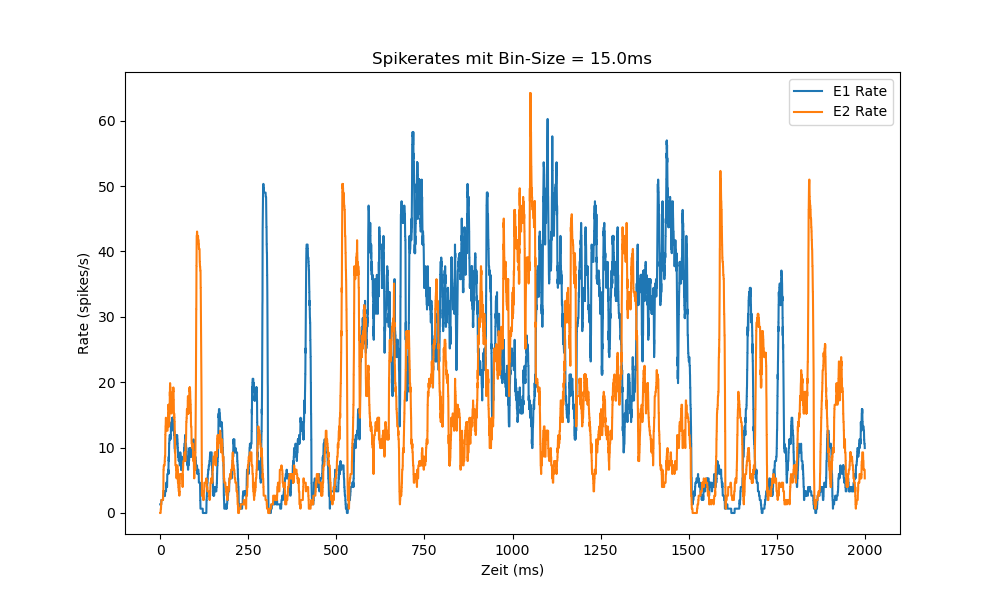 Spikerates mit Bin-Size = 15.0ms
E1 Rate
E2 Rate
Rate (spikes/s)
60
50
40
30
20
10
0
0 250 500 750 1000 1250 1500 1750 2000
Zeit (ms)